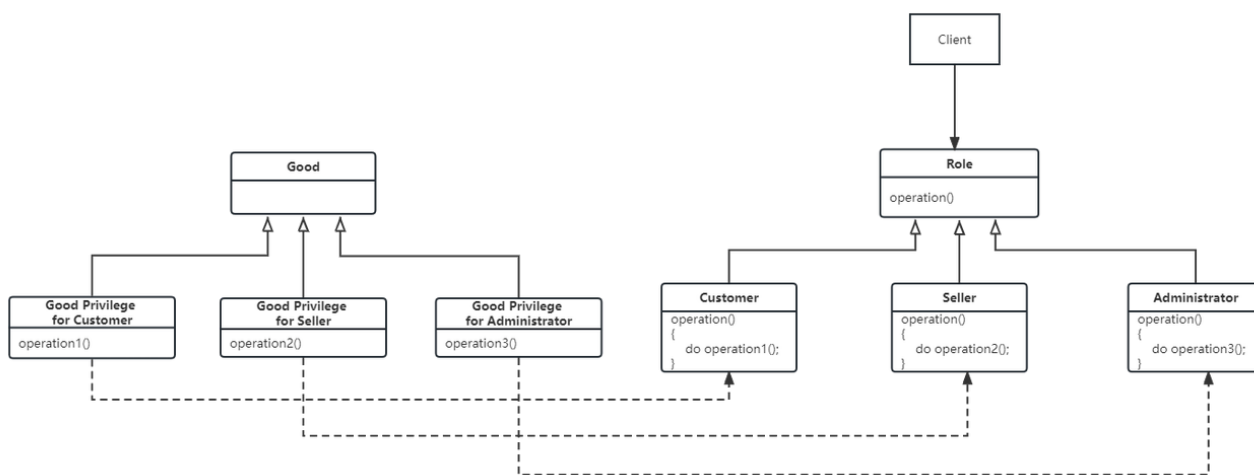 Client
Good
Role
operation()
Good Privilege
for Customer
operation1()
Good Privilege
for Seller
operation2()
Good Privilege
for Administrator
operation3()
Customer
operation()
{
do operation1();
}
Seller
operation()
{
do operation2();
}
Administrator
operation()
{
do operation3();
}